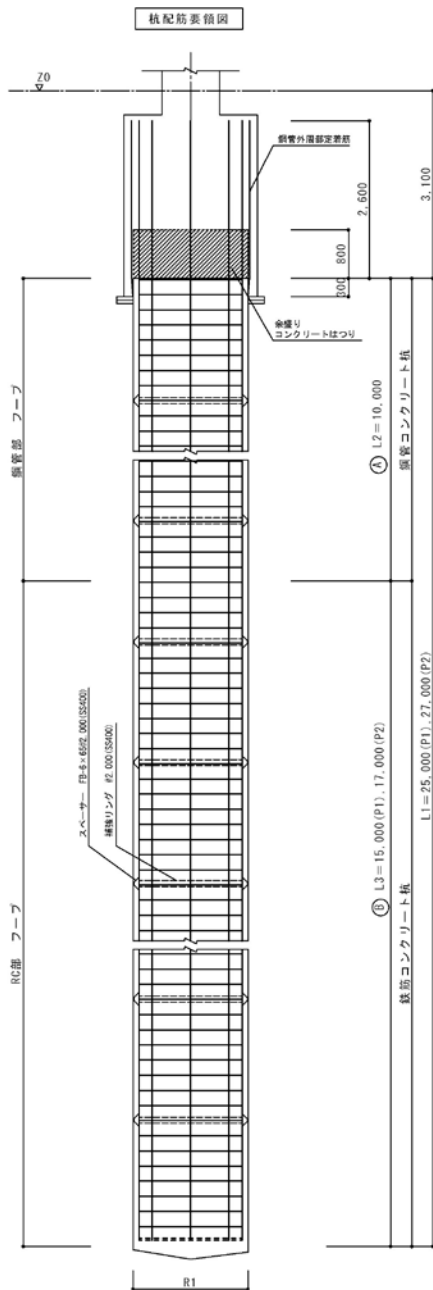 杭配筋要領図
Z0
鋼管外周部定着筋
2,600
3,100
800
300
余盛り
コンクリートはつり
鋼管部 フープ
Ⓐ L2=10,000
鋼管コンクリート杭
スペーサー FB-6×65@2,000(SS400)
補強リング @2,000(SS400)
RC部 フープ
Ⓑ L3=15,000(P1),17,000(P2)
鉄筋コンクリート杭
L1=25,000(P1),27,000(P2)
R1